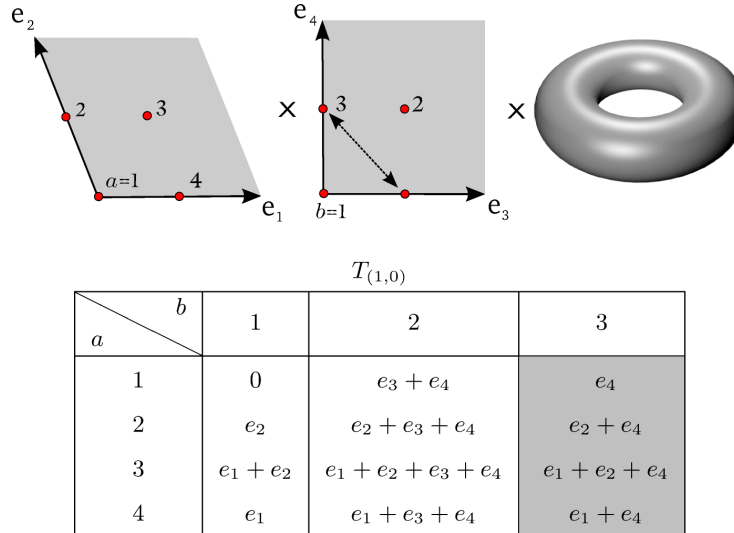 e₂
e₄
2
3
a=1
4
e₁
×
3
2
b=1
e₃
×
T₍₁,₀₎
a b 1 2 3
1 0 e₃ + e₄ e₄
2 e₂ e₂ + e₃ + e₄ e₂ + e₄
3 e₁ + e₂ e₁ + e₂ + e₃ + e₄ e₁ + e₂ + e₄
4 e₁ e₁ + e₃ + e₄ e₁ + e₄